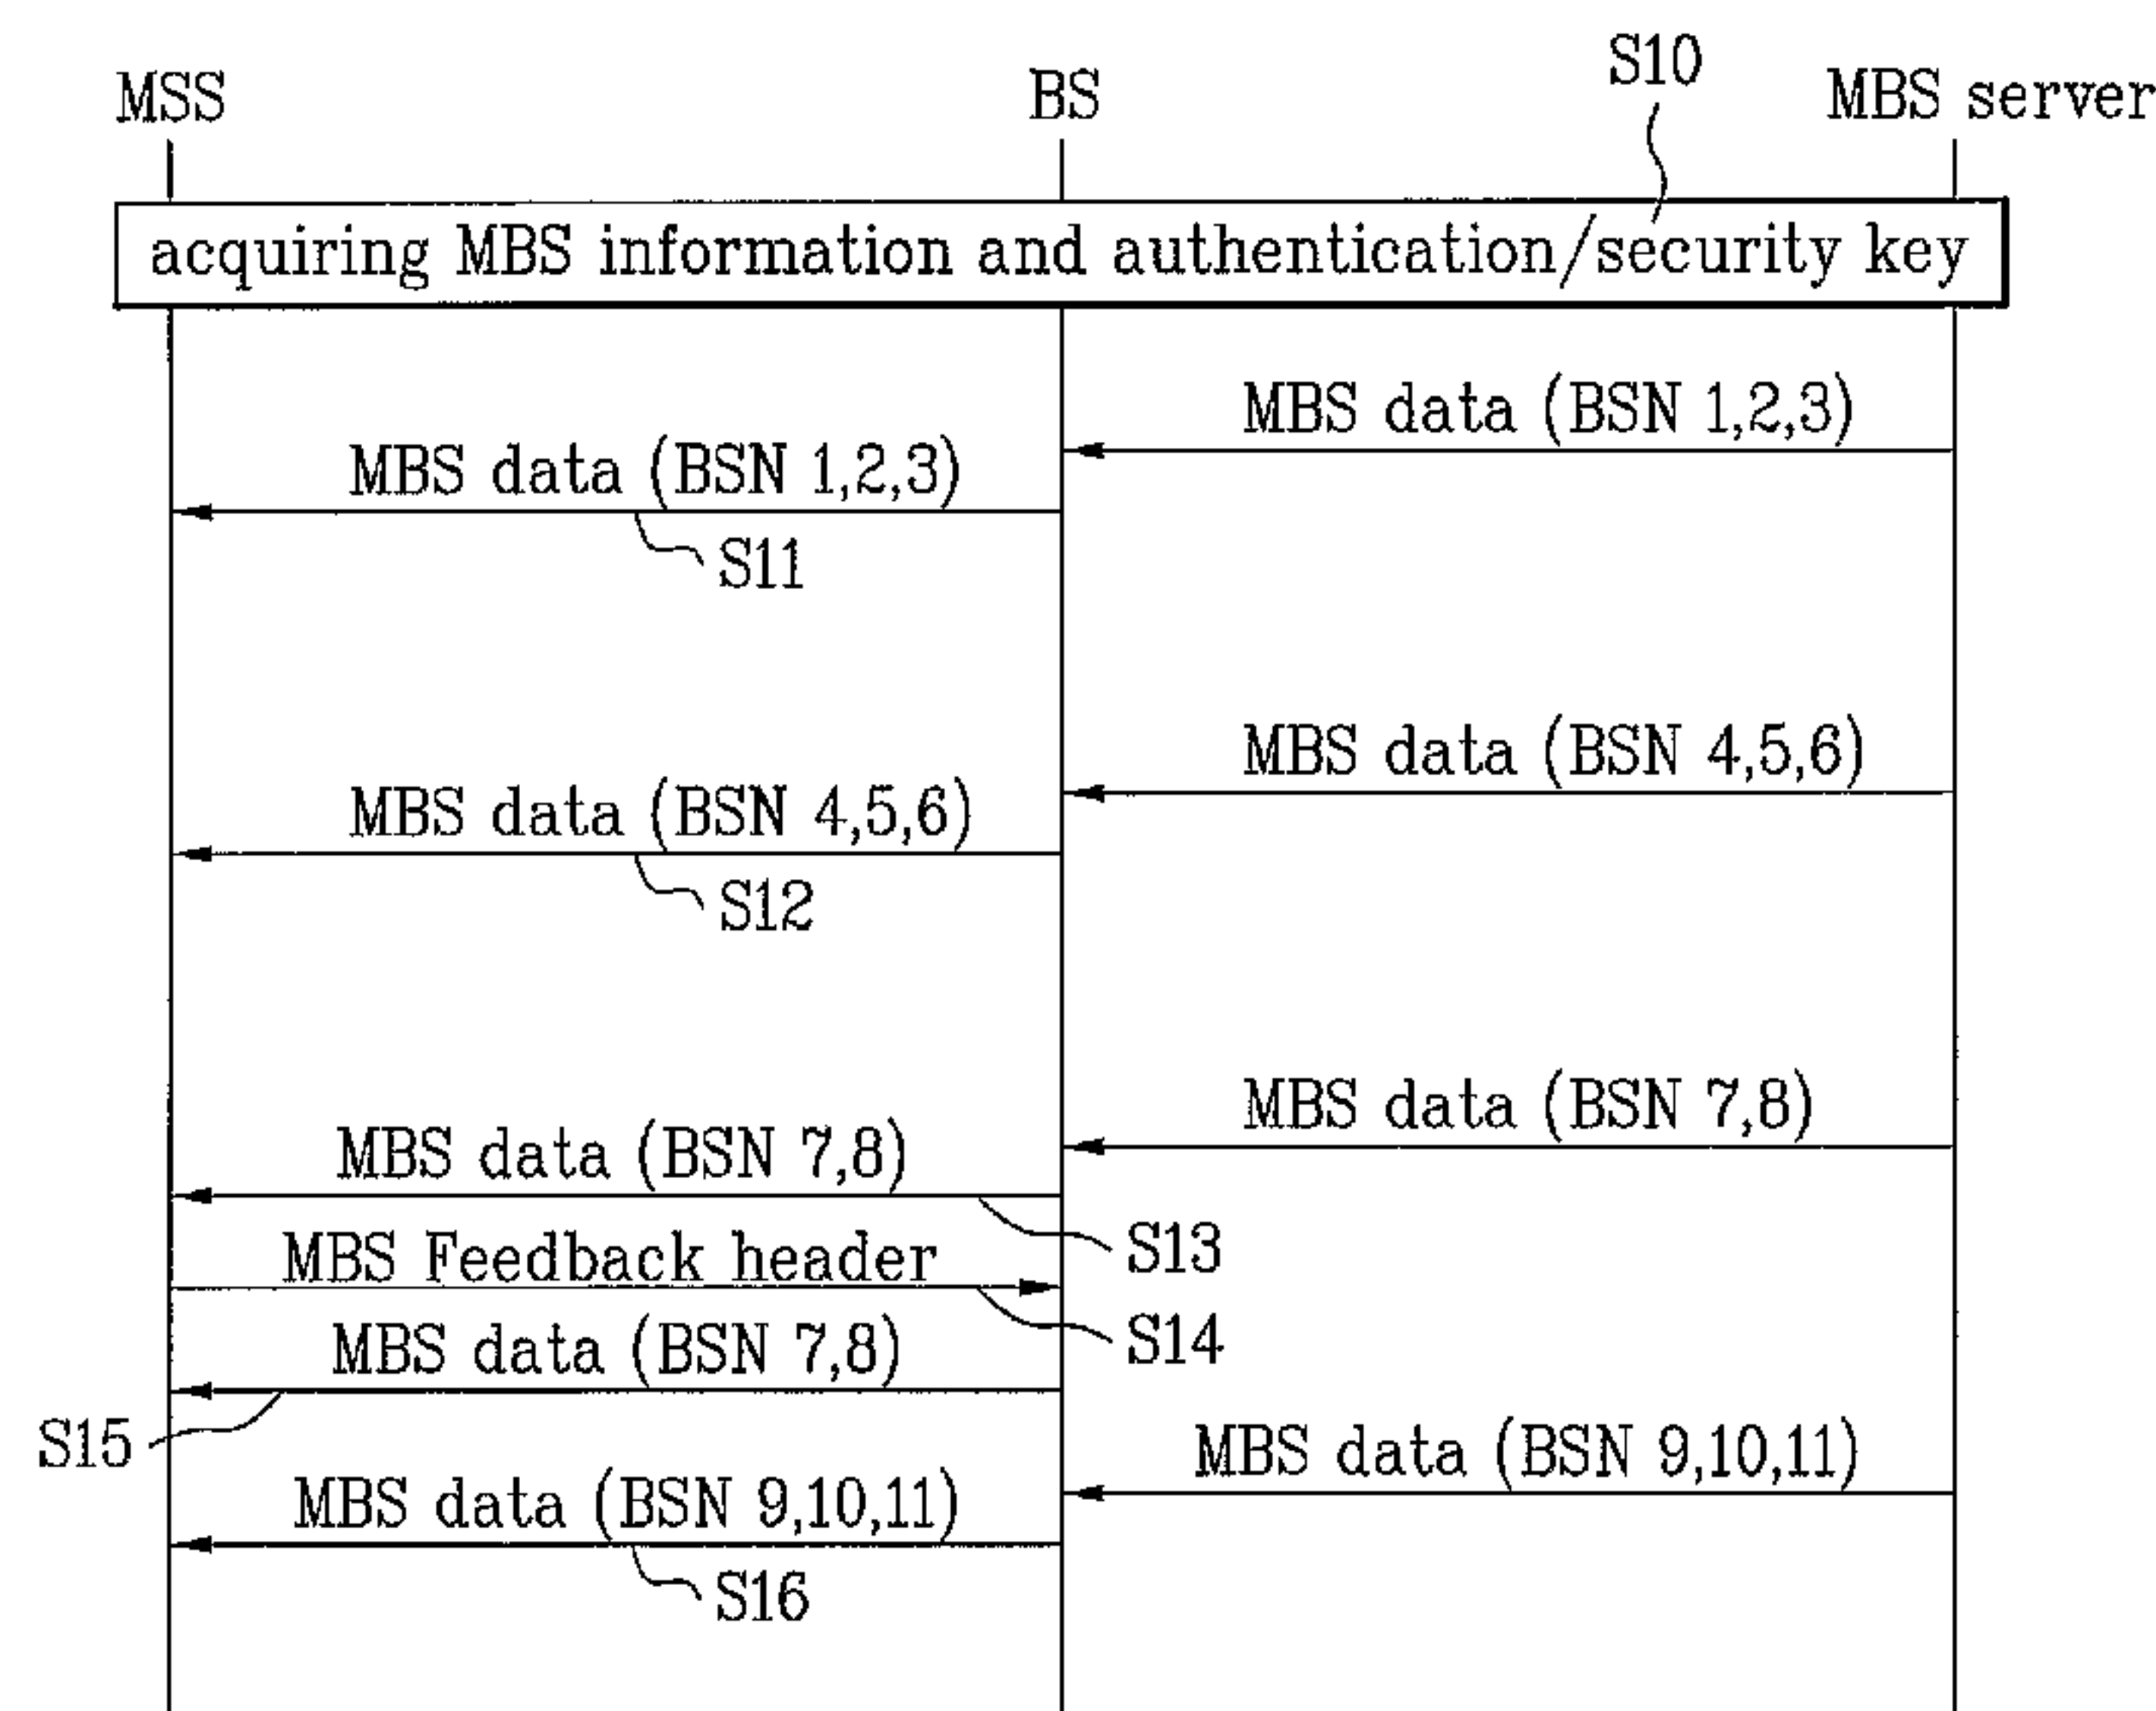 S10
MSS
BS
MBS server
acquiring MBS information and authentication/security key
MBS data (BSN 1,2,3)
MBS data (BSN 1,2,3)
S11
MBS data (BSN 4,5,6)
MBS data (BSN 4,5,6)
S12
MBS data (BSN 7,8)
MBS data (BSN 7,8)
S13
MBS Feedback header
S14
MBS data (BSN 7,8)
S15
MBS data (BSN 9,10,11)
MBS data (BSN 9,10,11)
S16